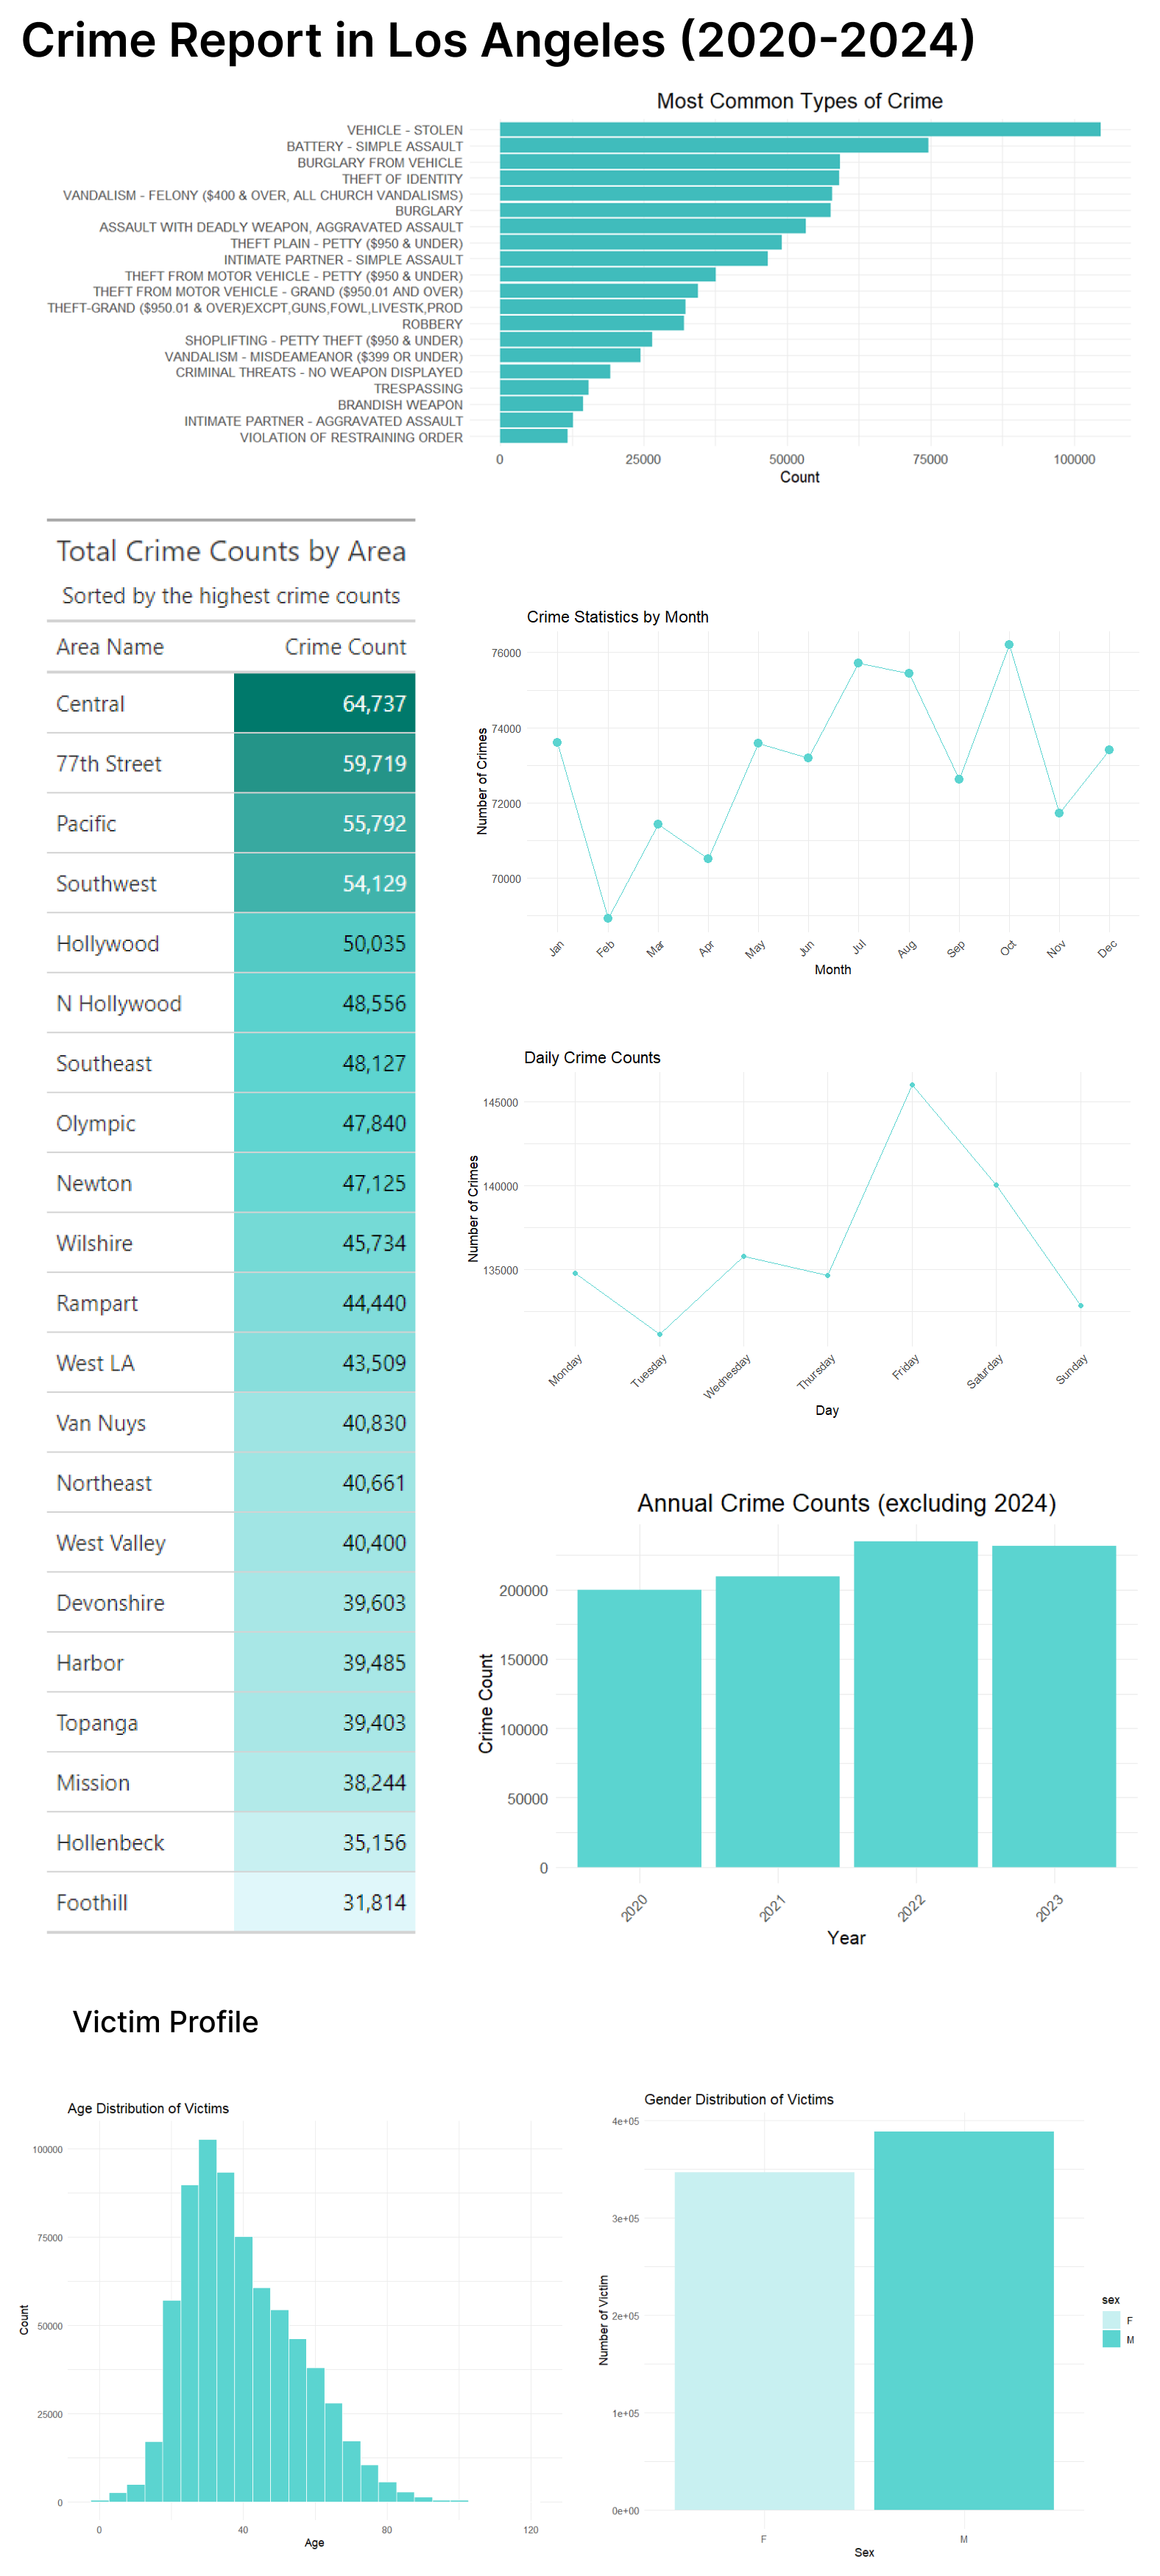 Crime Report in Los Angeles (2020-2024)
Most Common Types of Crime
VEHICLE - STOLEN
BATTERY - SIMPLE ASSAULT
BURGLARY FROM VEHICLE
THEFT OF IDENTITY
VANDALISM - FELONY ($400 & OVER, ALL CHURCH VANDALISMS)
BURGLARY
ASSAULT WITH DEADLY WEAPON, AGGRAVATED ASSAULT
THEFT PLAIN - PETTY ($950 & UNDER)
INTIMATE PARTNER - SIMPLE ASSAULT
THEFT FROM MOTOR VEHICLE - PETTY ($950 & UNDER)
THEFT FROM MOTOR VEHICLE - GRAND ($950.01 AND OVER)
THEFT-GRAND ($950.01 & OVER)EXCPT,GUNS,FOWL,LIVESTK,PROD
ROBBERY
SHOPLIFTING - PETTY THEFT ($950 & UNDER)
VANDALISM - MISDEAMEANOR ($399 OR UNDER)
CRIMINAL THREATS - NO WEAPON DISPLAYED
TRESPASSING
BRANDISH WEAPON
INTIMATE PARTNER - AGGRAVATED ASSAULT
VIOLATION OF RESTRAINING ORDER
0 25000 50000 75000 100000
Count
Total Crime Counts by Area
Sorted by the highest crime counts
Area Name Crime Count
Central 64,737
77th Street 59,719
Pacific 55,792
Southwest 54,129
Hollywood 50,035
N Hollywood 48,556
Southeast 48,127
Olympic 47,840
Newton 47,125
Wilshire 45,734
Rampart 44,440
West LA 43,509
Van Nuys 40,830
Northeast 40,661
West Valley 40,400
Devonshire 39,603
Harbor 39,485
Topanga 39,403
Mission 38,244
Hollenbeck 35,156
Foothill 31,814
Crime Statistics by Month
Number of Crimes
76000
74000
72000
70000
Jan Feb Mar Apr May Jun Jul Aug Sep Oct Nov Dec
Month
Daily Crime Counts
Number of Crimes
145000
140000
135000
Monday Tuesday Wednesday Thursday Friday Saturday Sunday
Day
Annual Crime Counts (excluding 2024)
Crime Count
200000
150000
100000
50000
0
2020 2021 2022 2023
Year
Victim Profile
Age Distribution of Victims
Count
100000
75000
50000
25000
0
0 40 80 120
Age
Gender Distribution of Victims
Number of Victim
4e+05
3e+05
2e+05
1e+05
0e+00
F M
Sex
sex
F
M